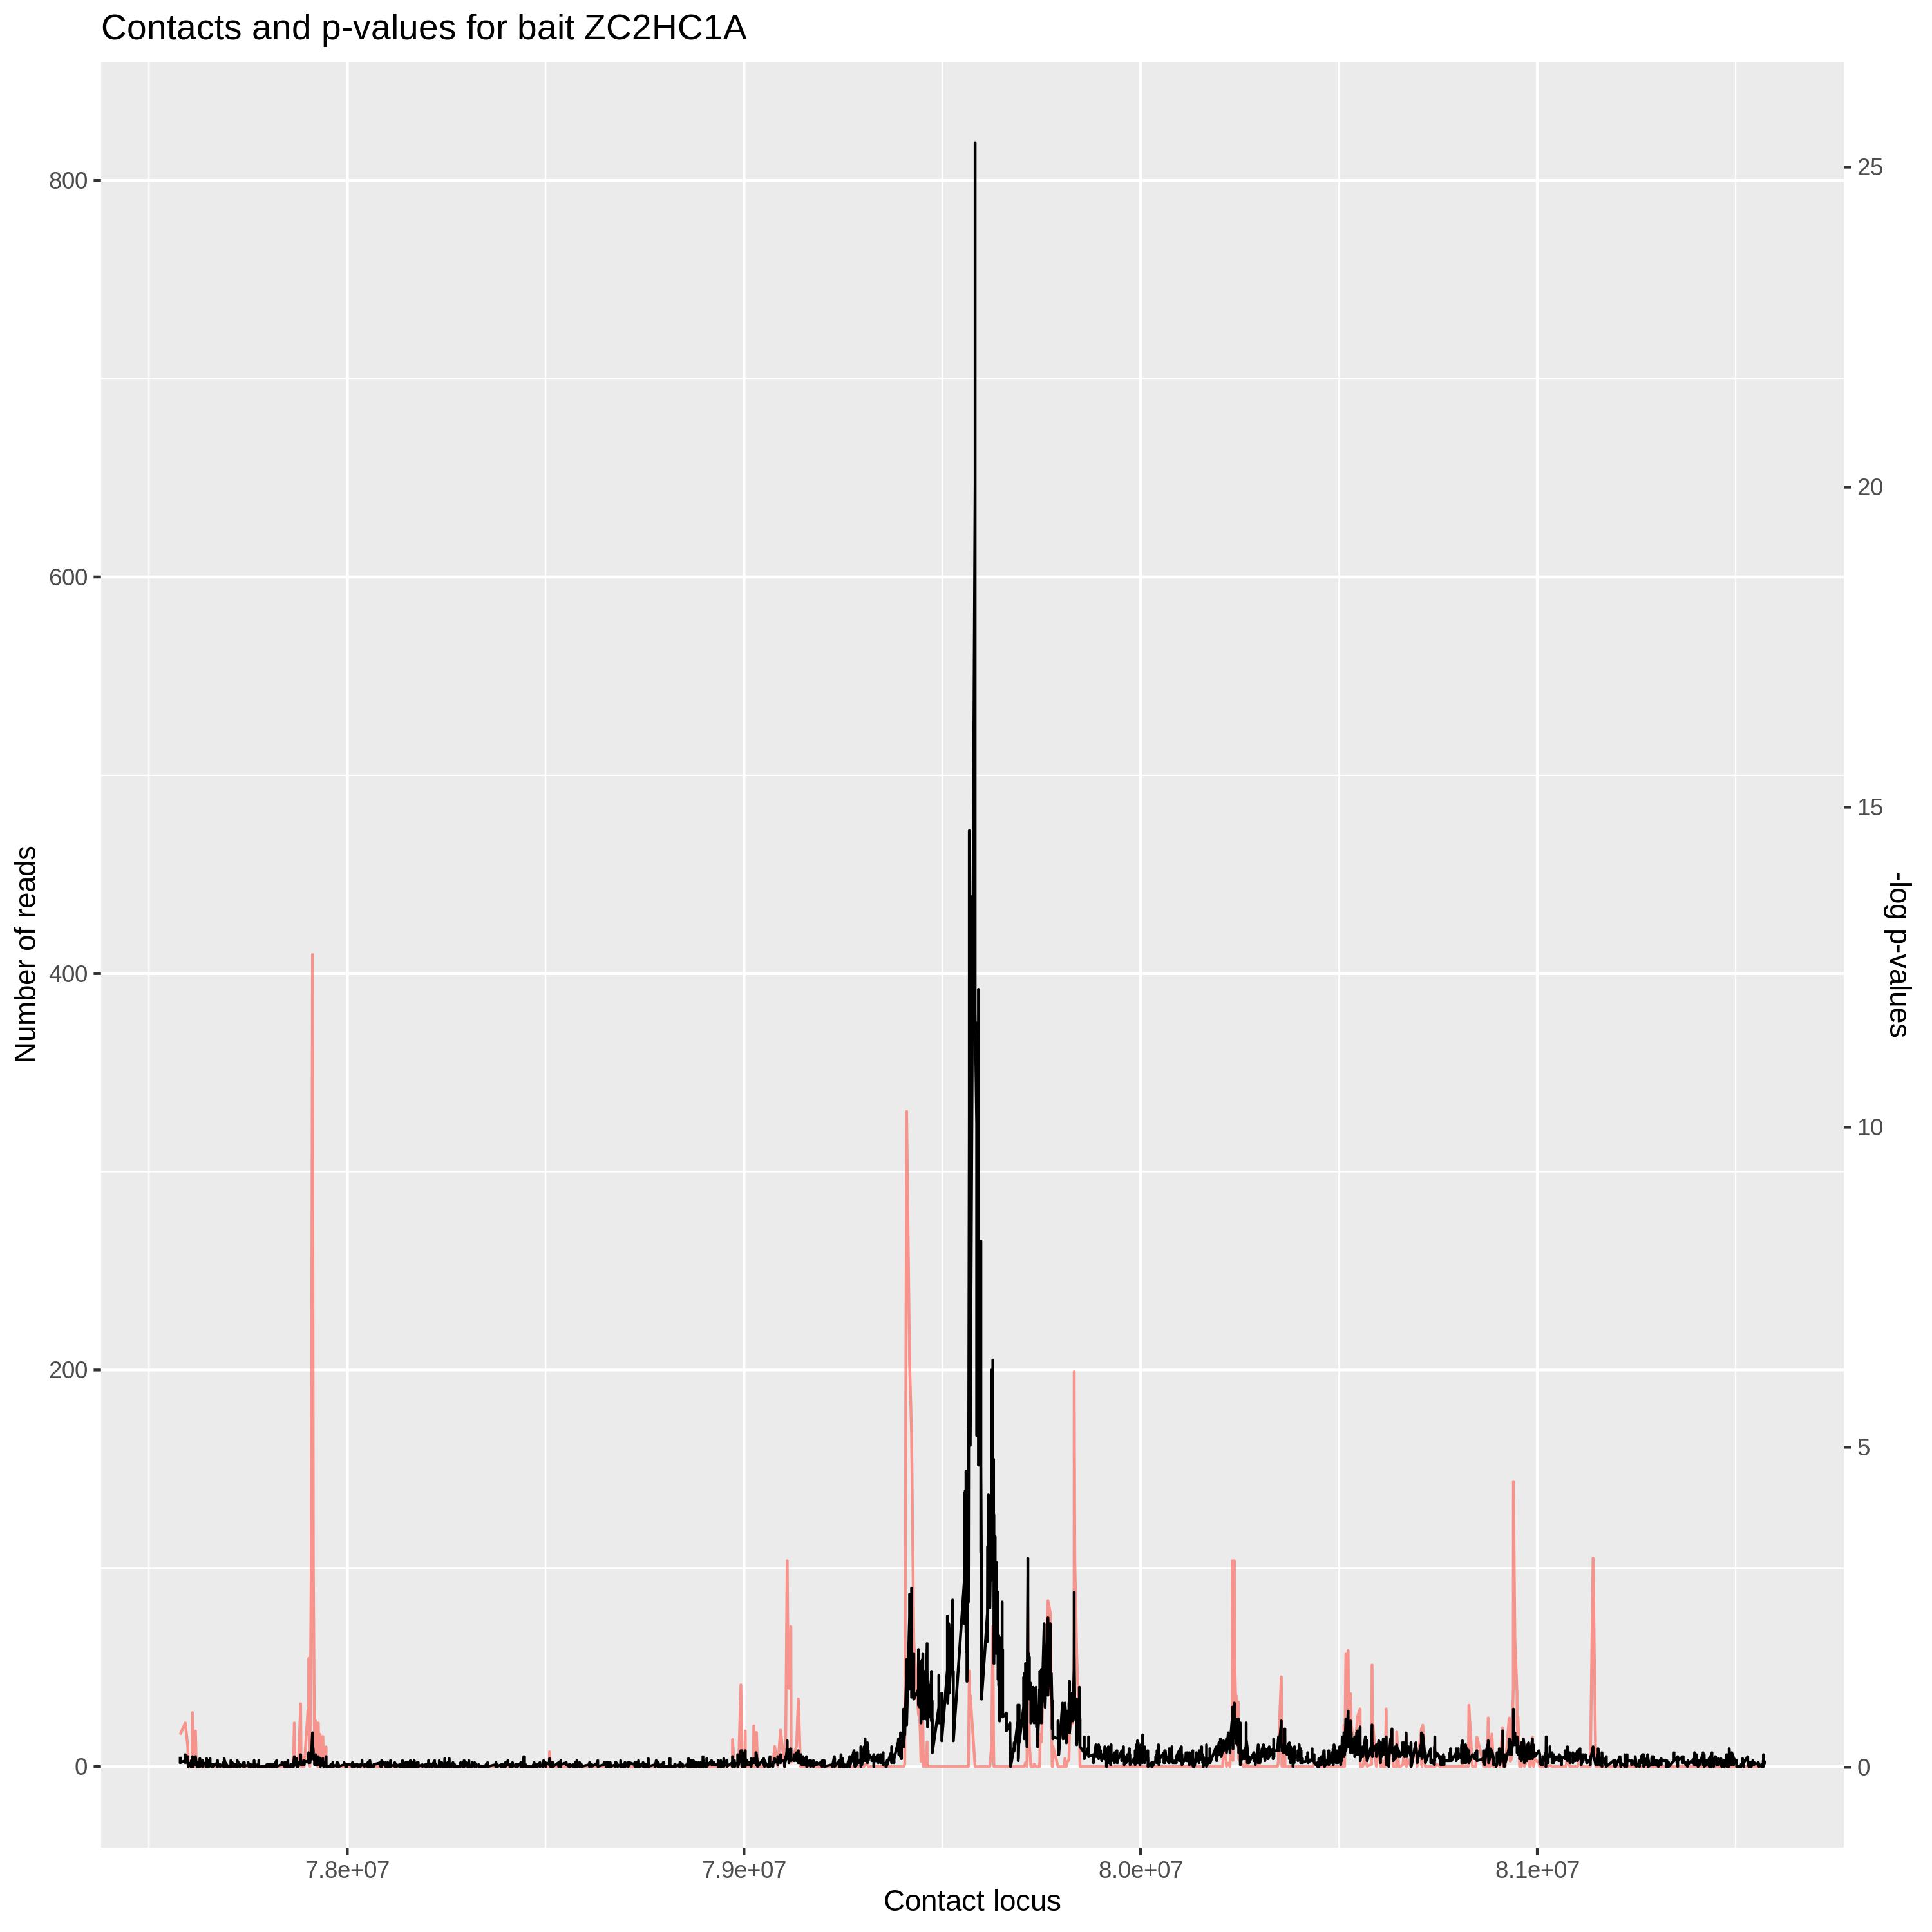 Contacts and p-values for bait ZC2HC1A
800
600
400
200
0
Number of reads
25
20
15
10
5
0
-log p-values
7.8e+07
7.9e+07
8.0e+07
8.1e+07
Contact locus